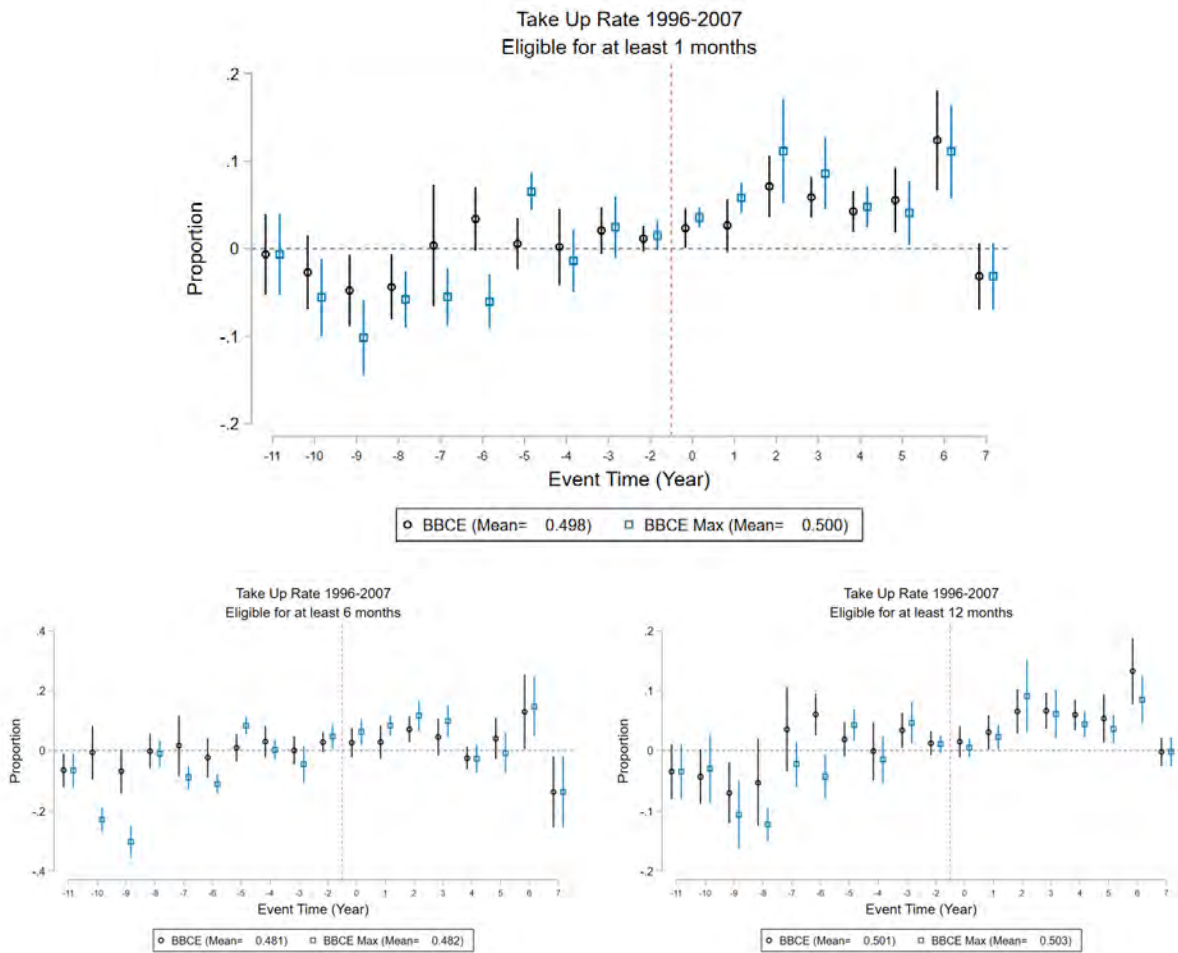 Take Up Rate 1996-2007
Eligible for at least 1 months
.2
.1
0
-.1
-.2
Proportion
-11 -10 -9 -8 -7 -6 -5 -4 -3 -2 0 1 2 3 4 5 6 7
Event Time (Year)
BBCE (Mean= 0.498) BBCE Max (Mean= 0.500)
Take Up Rate 1996-2007
Eligible for at least 6 months
.4
.2
0
-.2
-.4
Proportion
-11 -10 -9 -8 -7 -6 -5 -4 -3 -2 0 1 2 3 4 5 6 7
Event Time (Year)
BBCE (Mean= 0.481) BBCE Max (Mean= 0.482)
Take Up Rate 1996-2007
Eligible for at least 12 months
.2
.1
0
-.1
-.2
Proportion
-11 -10 -9 -8 -7 -6 -5 -4 -3 -2 0 1 2 3 4 5 6 7
Event Time (Year)
BBCE (Mean= 0.501) BBCE Max (Mean= 0.503)